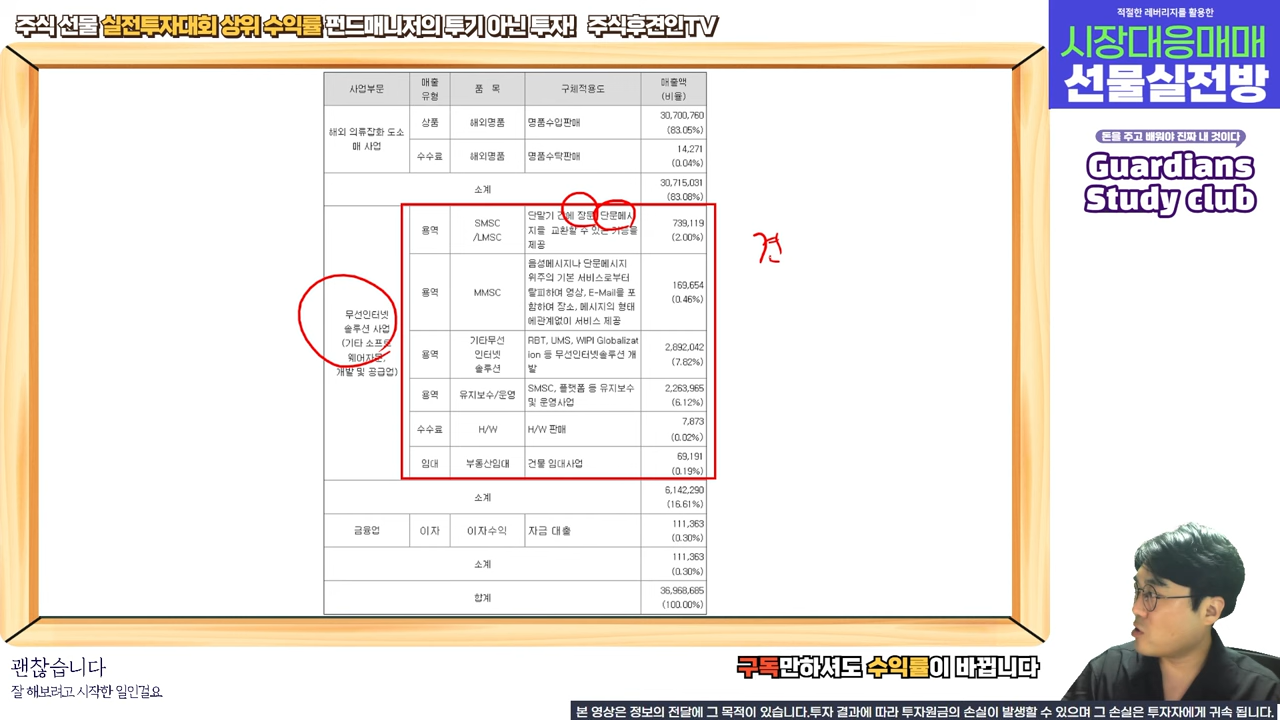 주식 선물 실전투자대회 상위 수익률 펀드매니저의 투기 아닌 투자! 주식후견인TV
적절한 레버리지를 활용한
시장대응매매
선물실전방
돈을 주고 배워야 진짜 내 것이다
Guardians
Study club
사업부문
매출
유형
품 목
구체적용도
매출액
(비율)
해외 의류잡화 도소
매 사업
상품
해외명품
명품수입판매
30,700,760
(83.05%)
수수료
해외명품
명품수탁판매
14,271
(0.04%)
소계
30,715,031
(83.08%)
무선인터넷
솔루션 사업
(기타 소프트
웨어자문,
개발 및 공급업)
용역
SMSC
/LMSC
단말기 간에 장문, 단문메시
지를 교환할 수 있는 기능을
제공
739,119
(2.00%)
용역
MMSC
음성메시지나 단문메시지
위주의 기본 서비스로부터
탈피하여 영상, E-Mail을 포
함하여 장소, 메시지의 형태
에관계없이 서비스 제공
169,654
(0.46%)
용역
기타무선
인터넷
솔루션
RBT, UMS, WIPI Globalizat
ion 등 무선인터넷솔루션 개
발
2,892,042
(7.82%)
용역
유지보수/운영
SMSC, 플랫폼 등 유지보수
및 운영사업
2,263,965
(6.12%)
수수료
H/W
H/W 판매
7,873
(0.02%)
임대
부동산임대
건물 임대사업
69,191
(0.19%)
소계
6,142,290
(16.61%)
금융업
이자
이자수익
자금 대출
111,363
(0.30%)
소계
111,363
(0.30%)
합계
36,968,685
(100.00%)
견
괜찮습니다
잘 해보려고 시작한 일인걸요
구독만하셔도 수익률이 바뀝니다
본 영상은 정보의 전달에 그 목적이 있습니다.투자 결과에 따라 투자원금의 손실이 발생할 수 있으며 그 손실은 투자자에게 귀속 됩니다.